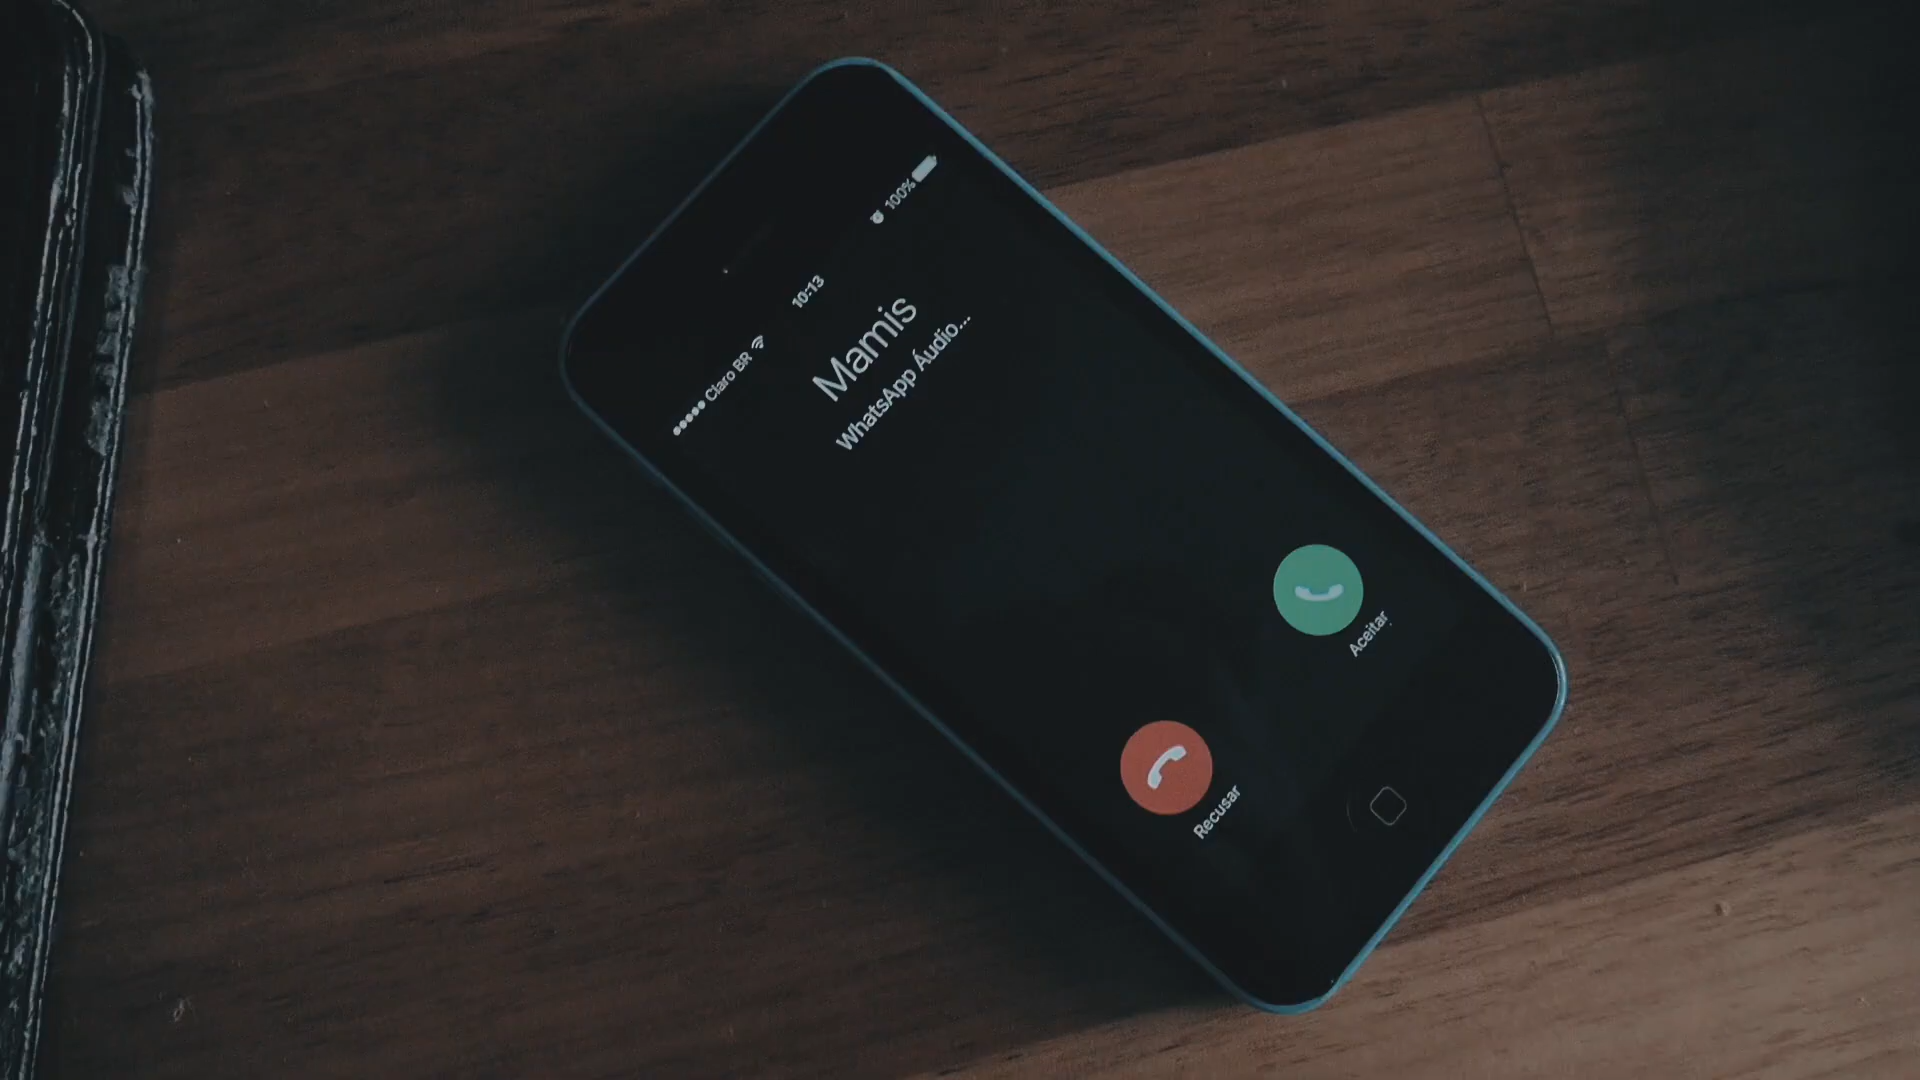 Claro BR 10:13 100%
Mamis
WhatsApp Áudio...
Recusar
Aceitar